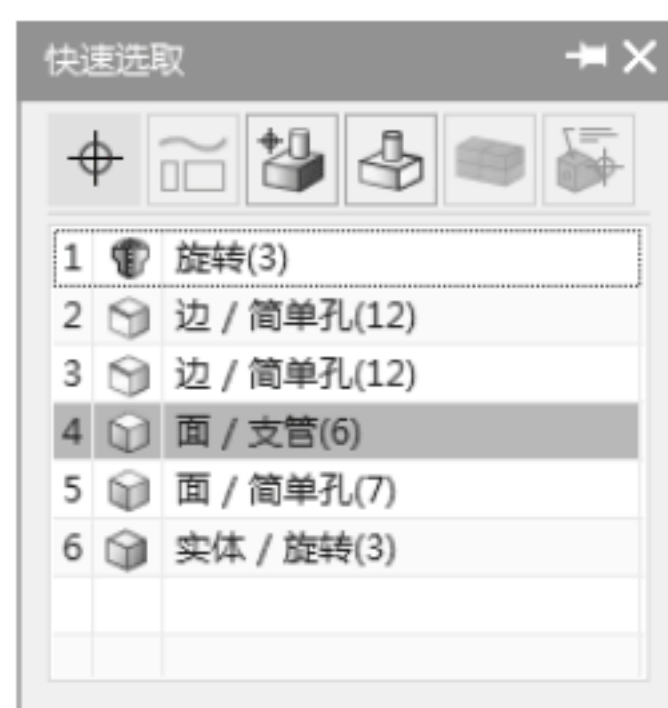 快速选取
1 旋转(3)
2 边 / 简单孔(12)
3 边 / 简单孔(12)
4 面 / 支管(6)
5 面 / 简单孔(7)
6 实体 / 旋转(3)